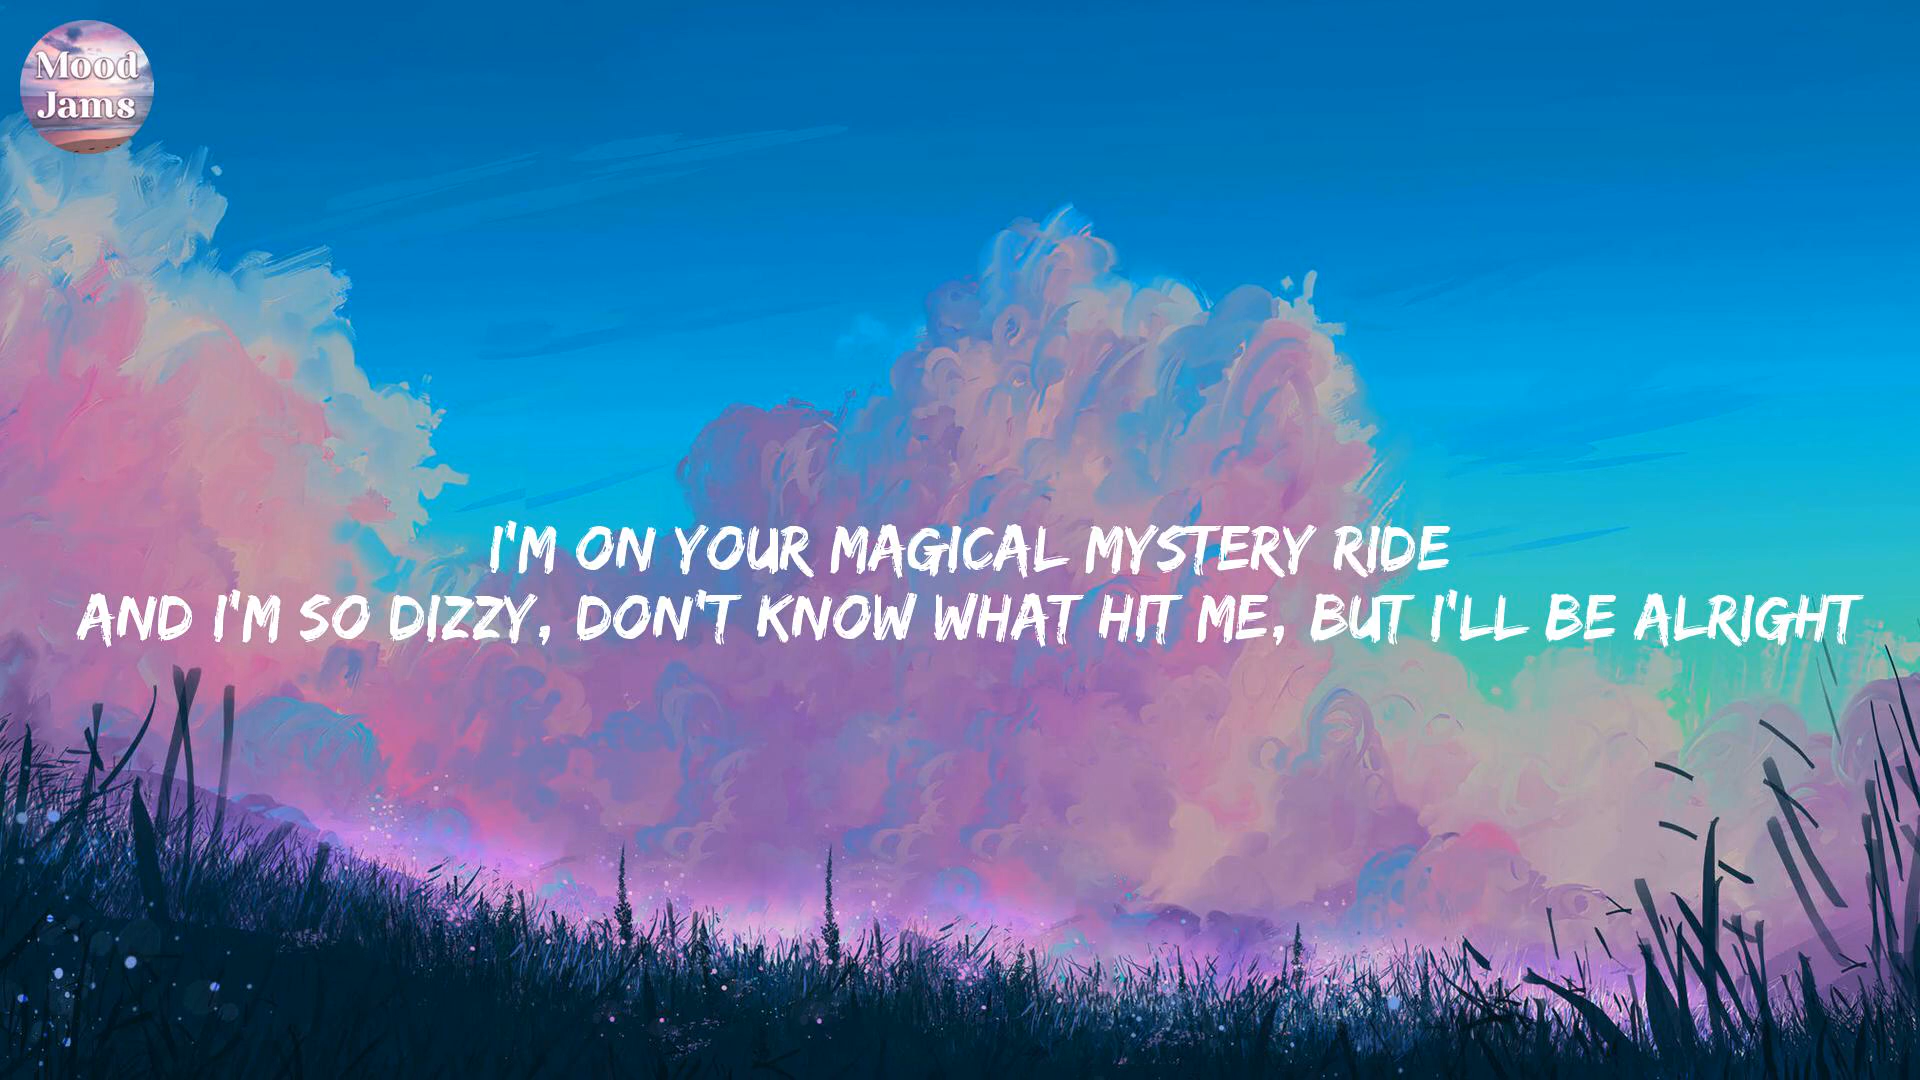 Mood
Jams
I'M ON YOUR MAGICAL MYSTERY RIDE
AND I'M SO DIZZY, DON'T KNOW WHAT HIT ME, BUT I'LL BE ALRIGHT